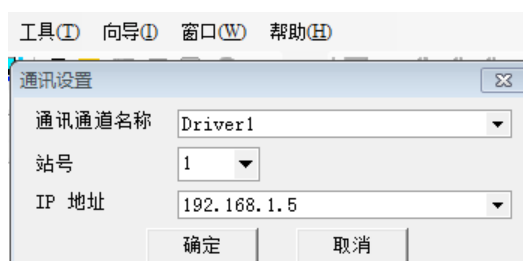 工具(T) 向导(I) 窗口(W) 帮助(H)
通讯设置
通讯通道名称 Driver1
站号 1
IP 地址 192.168.1.5
确定 取消